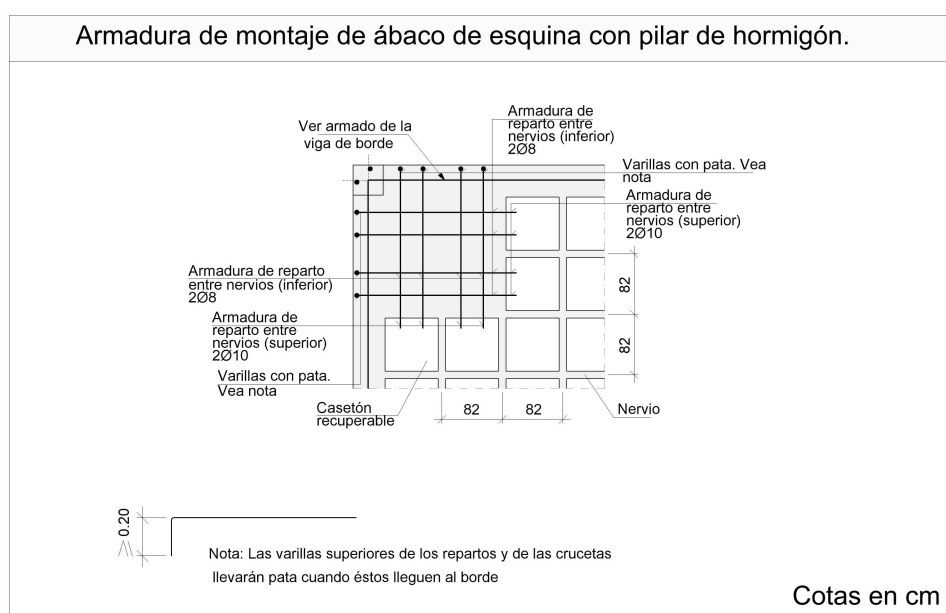 Armadura de montaje de ábaco de esquina con pilar de hormigón.
Ver armado de la
viga de borde
Armadura de
reparto entre
nervios (inferior)
2Ø8
Varillas con pata. Vea
nota
Armadura de
reparto entre
nervios (superior)
2Ø10
Armadura de reparto
entre nervios (inferior)
2Ø8
Armadura de
reparto entre
nervios (superior)
2Ø10
Varillas con pata.
Vea nota
Casetón
recuperable
82
82
82
82
Nervio
≥0.20
Nota: Las varillas superiores de los repartos y de las crucetas
llevarán pata cuando éstos lleguen al borde
Cotas en cm